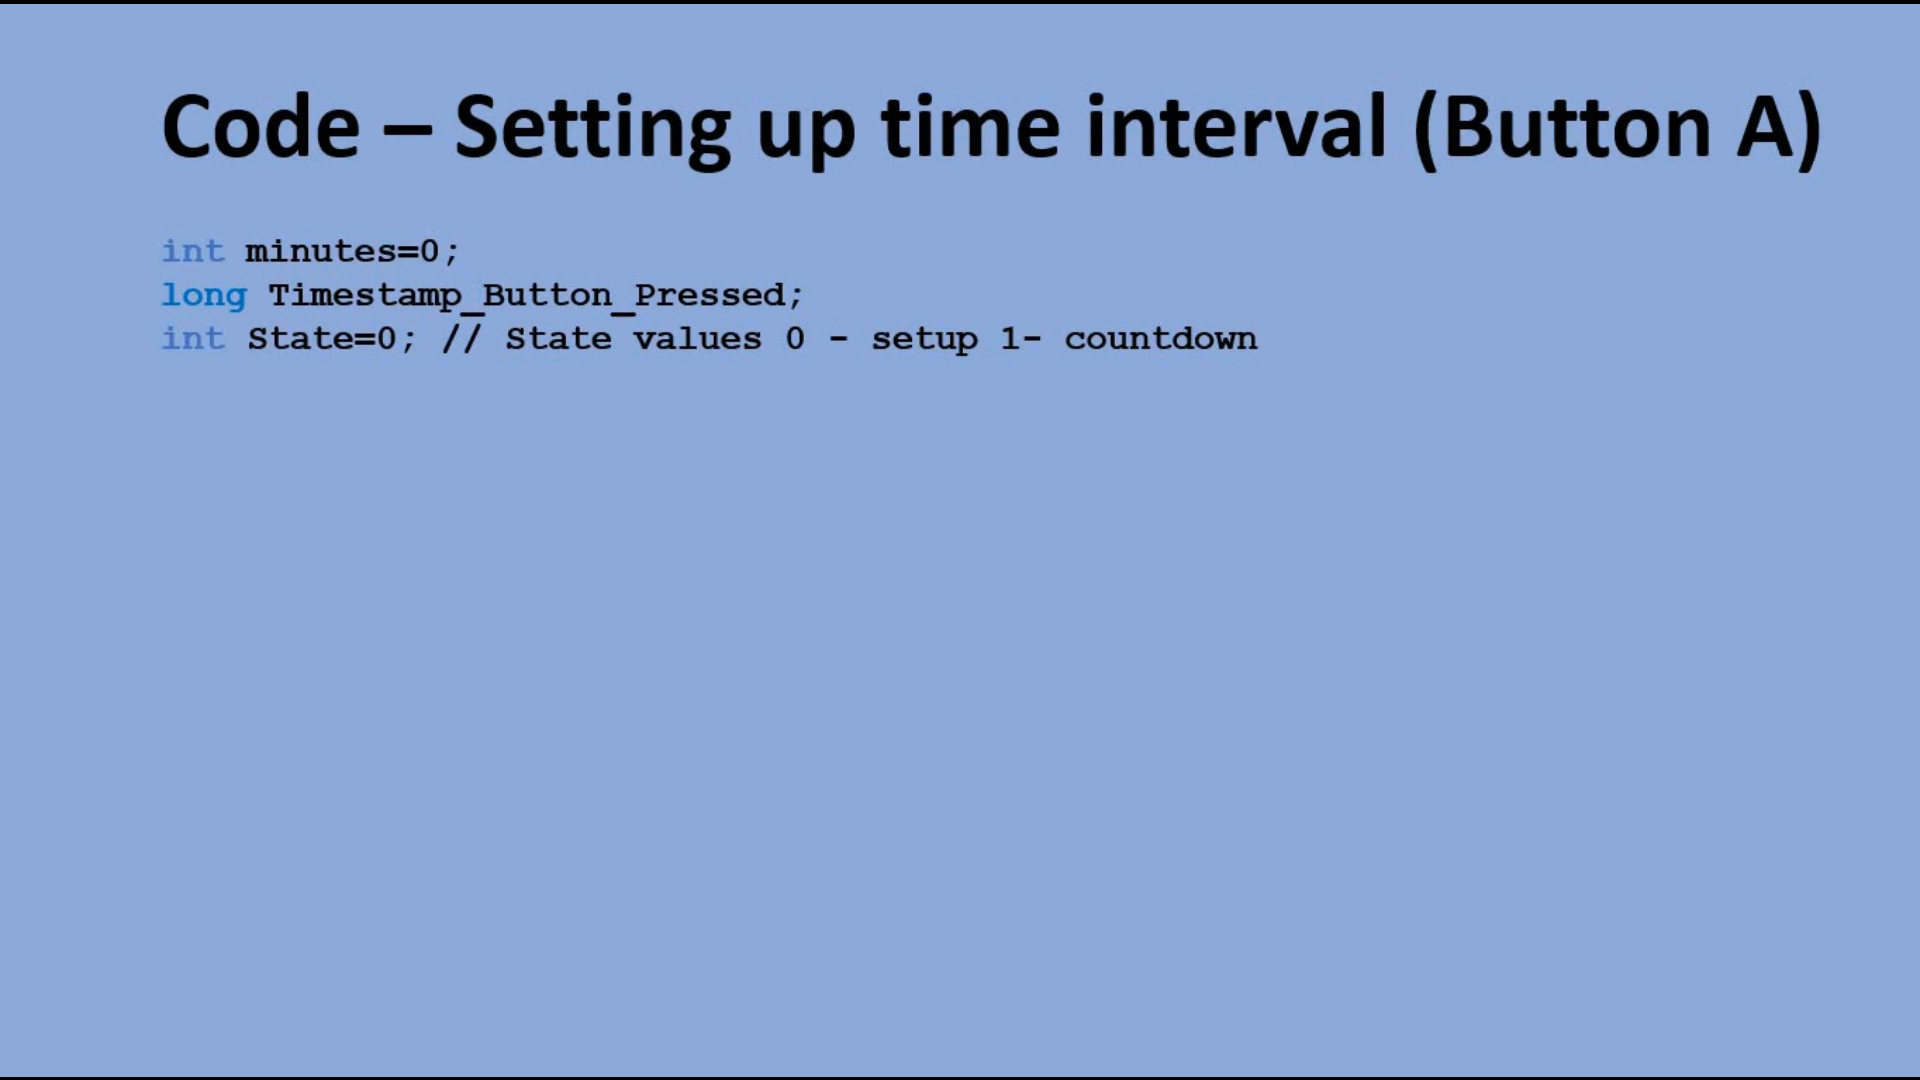 Code – Setting up time interval (Button A)
int minutes=0;
long Timestamp_Button_Pressed;
int State=0; // State values 0 - setup 1- countdown